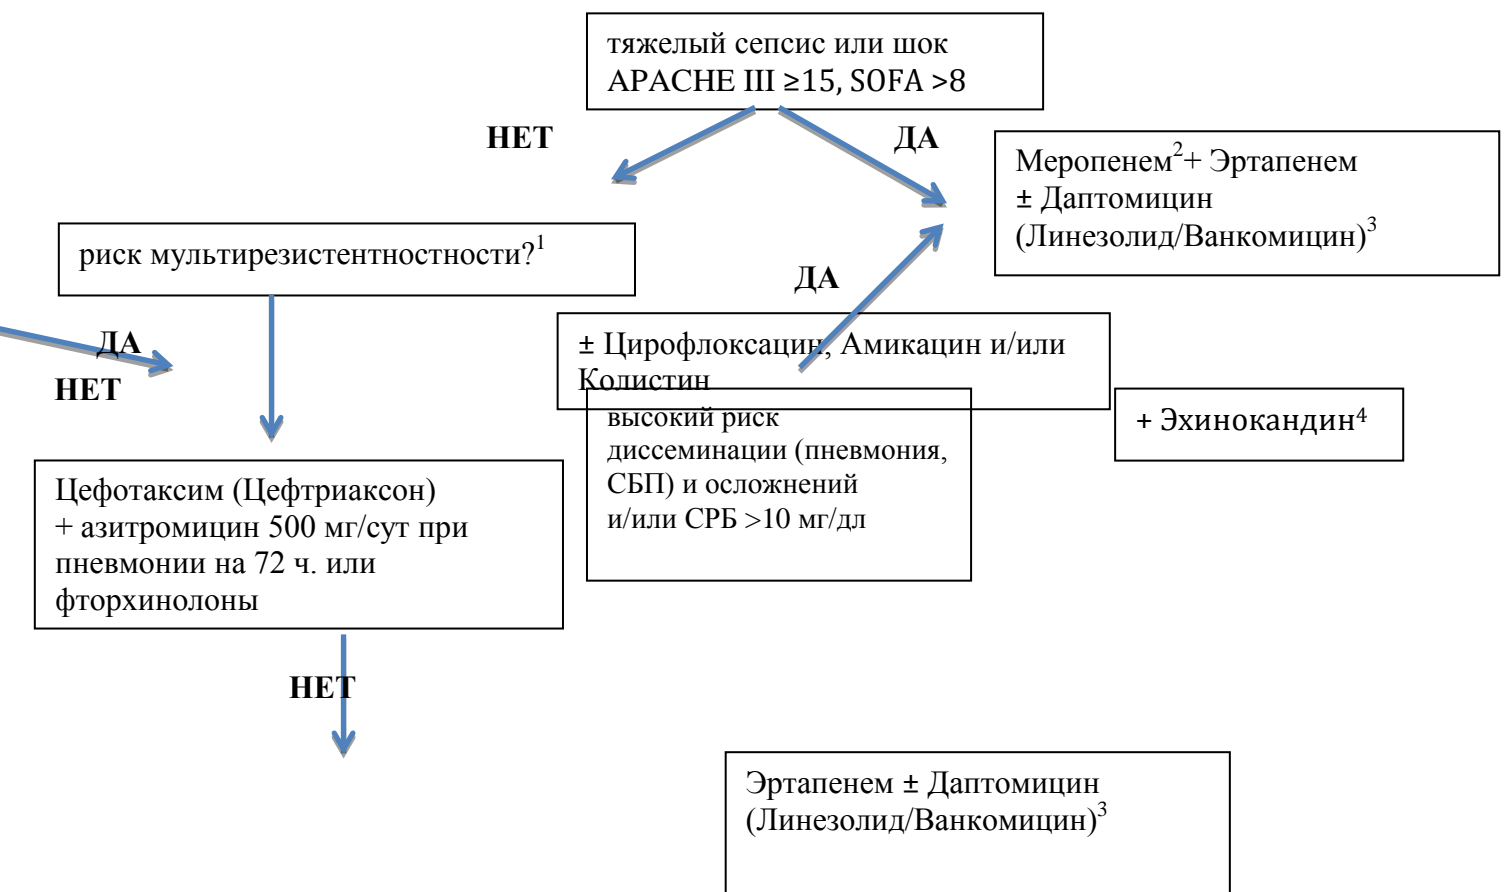 тяжелый сепсис или шок
APACHE III ≥15, SOFA >8
НЕТ
ДА
Меропенем²+ Эртапенем
± Даптомицин
(Линезолид/Ванкомицин)³
риск мультирезистентностности?¹
ДА
ДА
НЕТ
± Цирофлоксацин, Амикацин и/или
Колистин
высокий риск
диссеминации (пневмония,
СБП) и осложнений
и/или СРБ >10 мг/дл
+ Эхинокандин⁴
Цефотаксим (Цефтриаксон)
+ азитромицин 500 мг/сут при
пневмонии на 72 ч. или
фторхинолоны
НЕТ
Эртапенем ± Даптомицин
(Линезолид/Ванкомицин)³